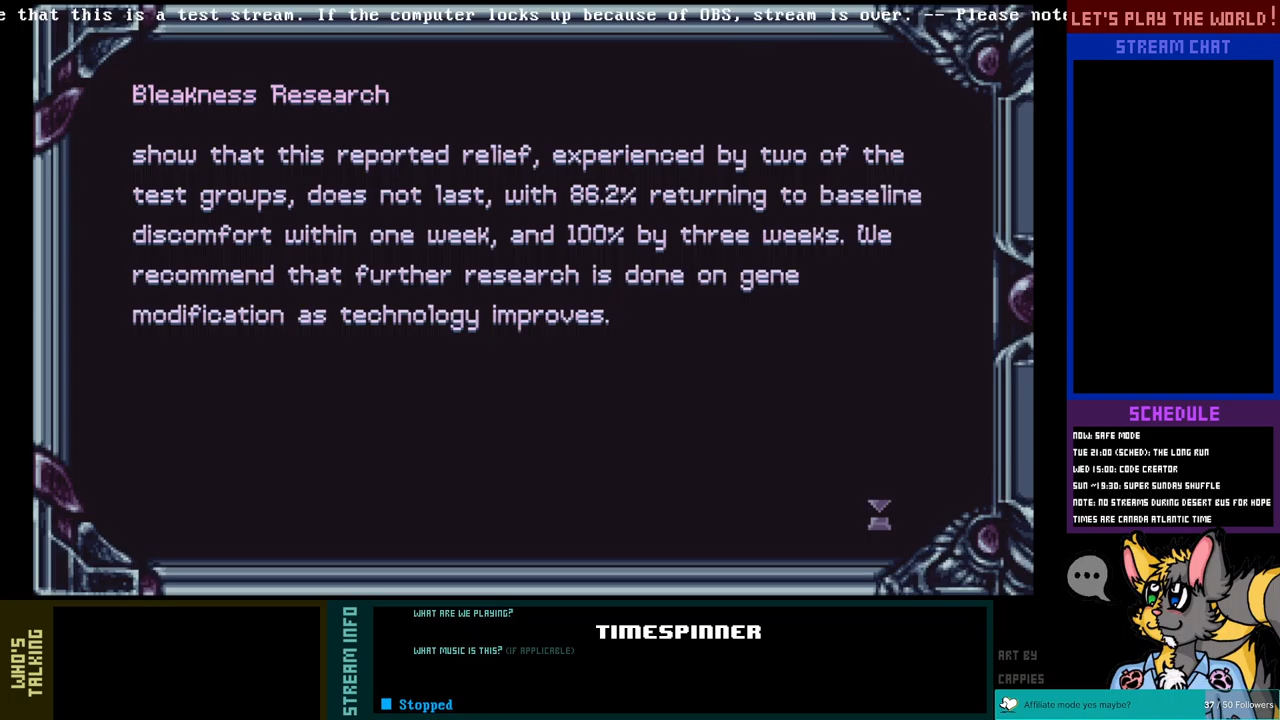 e that this is a test stream. If the computer locks up because of OBS, stream is over. -- Please note
LET'S PLAY THE WORLD!
STREAM CHAT
Bleakness Research
show that this reported relief, experienced by two of the
test groups, does not last, with 86.2% returning to baseline
discomfort within one week, and 100% by three weeks. We
recommend that further research is done on gene
modification as technology improves.
SCHEDULE
NOW: SAFE MODE
TUE 21:00 (SCHED): THE LONG RUN
WED 15:00: CODE CREATOR
SUN ~19:30: SUPER SUNDAY SHUFFLE
NOTE: NO STREAMS DURING DESERT BUS FOR HOPE
TIMES ARE CANADA ATLANTIC TIME
WHO'S
TALKING
STREAM INFO
WHAT ARE WE PLAYING?
TIMESPINNER
WHAT MUSIC IS THIS? (IF APPLICABLE)
Stopped
ART BY
CAPPIES
Affiliate mode yes maybe?
37 / 50 Followers